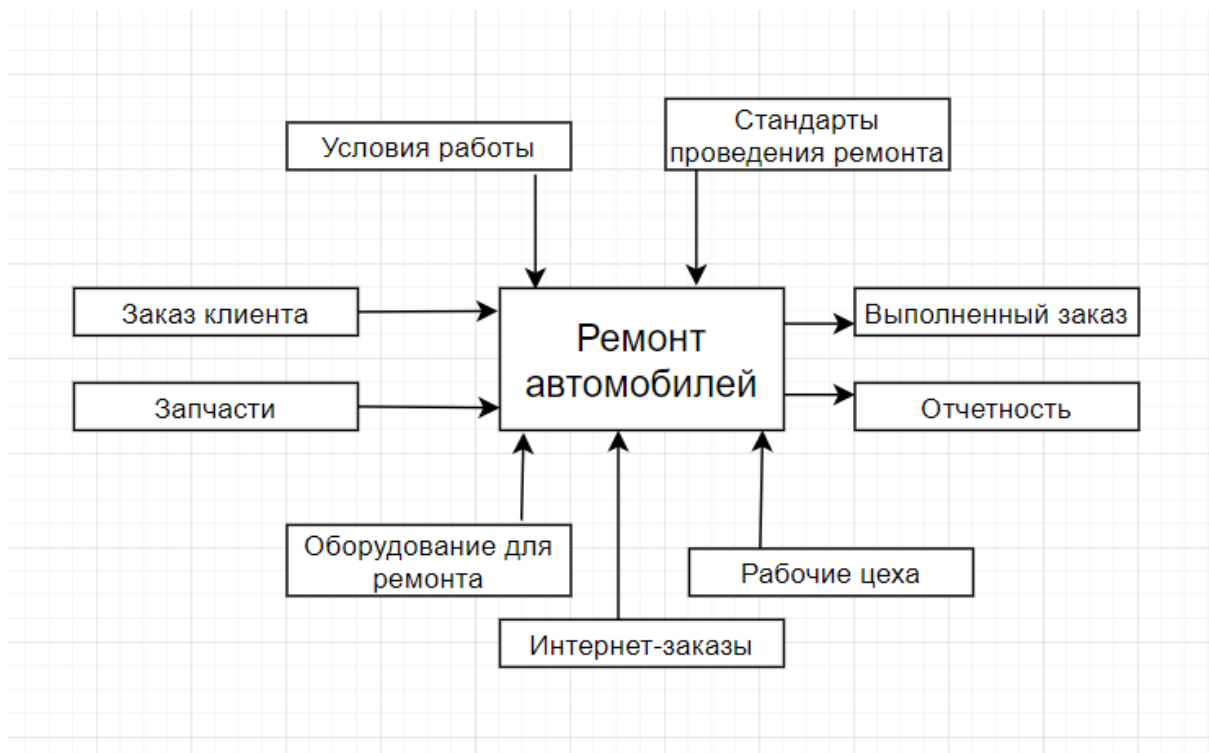 Условия работы
Стандарты
проведения ремонта
Заказ клиента
Запчасти
Ремонт
автомобилей
Выполненный заказ
Отчетность
Оборудование для
ремонта
Рабочие цеха
Интернет-заказы